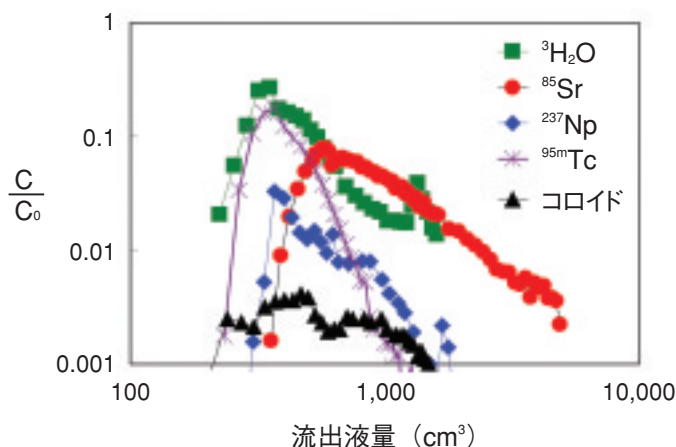 1
0.1
0.01
0.001
C
C₀
100
1,000
10,000
流出液量（cm³）
³H₂O
⁸⁵Sr
²³⁷Np
⁹⁵ᵐTc
コロイド